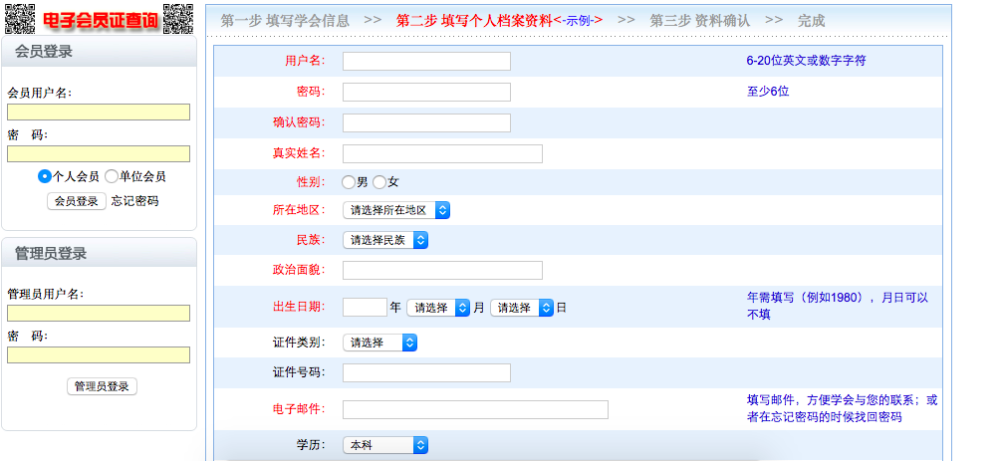 电子会员证查询
会员登录
会员用户名：
密　码：
个人会员 单位会员
会员登录 忘记密码
管理员登录
管理员用户名：
密　码：
管理员登录
第一步 填写学会信息 >> 第二步 填写个人档案资料<-示例-> >> 第三步 资料确认 >> 完成
用户名： 6-20位英文或数字字符
密码： 至少6位
确认密码：
真实姓名：
性别： 男 女
所在地区： 请选择所在地区
民族： 请选择民族
政治面貌：
出生日期： 年 请选择 月 请选择 日 年需填写（例如1980），月日可以
不填
证件类别： 请选择
证件号码：
电子邮件： 填写邮件，方便学会与您的联系；或
者在忘记密码的时候找回密码
学历： 本科